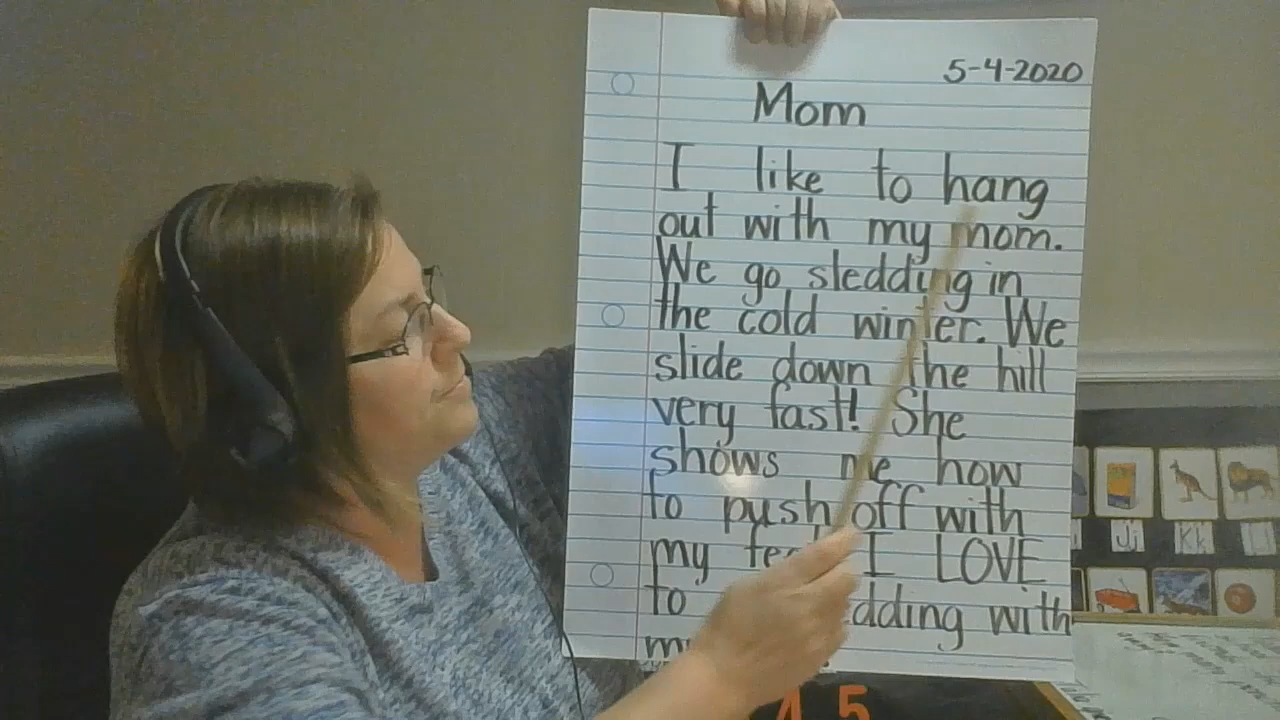 5-4-2020
Mom
I like to hang
out with my mom.
We go sledding in
the cold winter. We
slide down the hill
very fast! She
shows me how
to push off with
my I LOVE
to with
Jj Kk
4 5